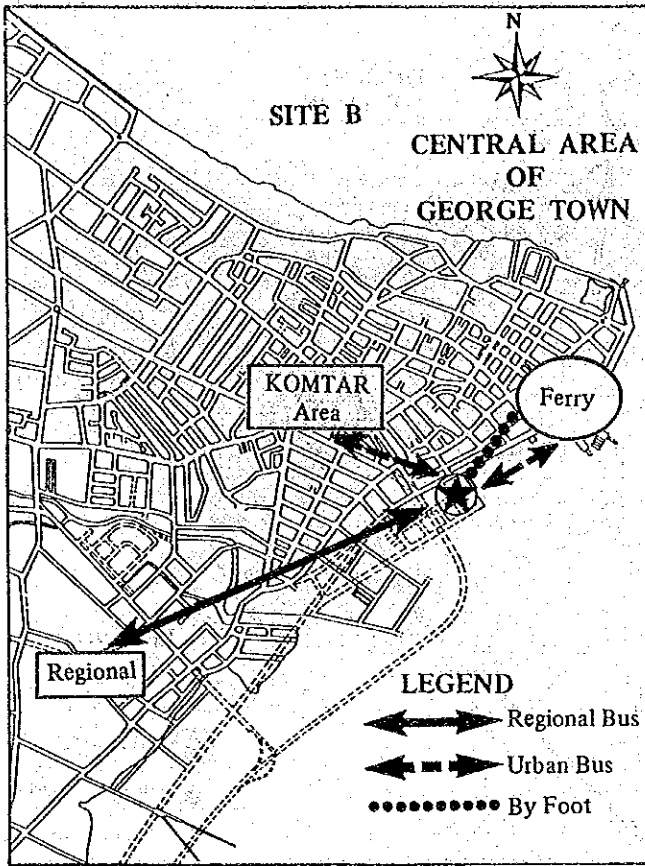 N
SITE B
CENTRAL AREA
OF
GEORGE TOWN
KOMTAR
Area
Ferry
Regional
LEGEND
Regional Bus
Urban Bus
By Foot